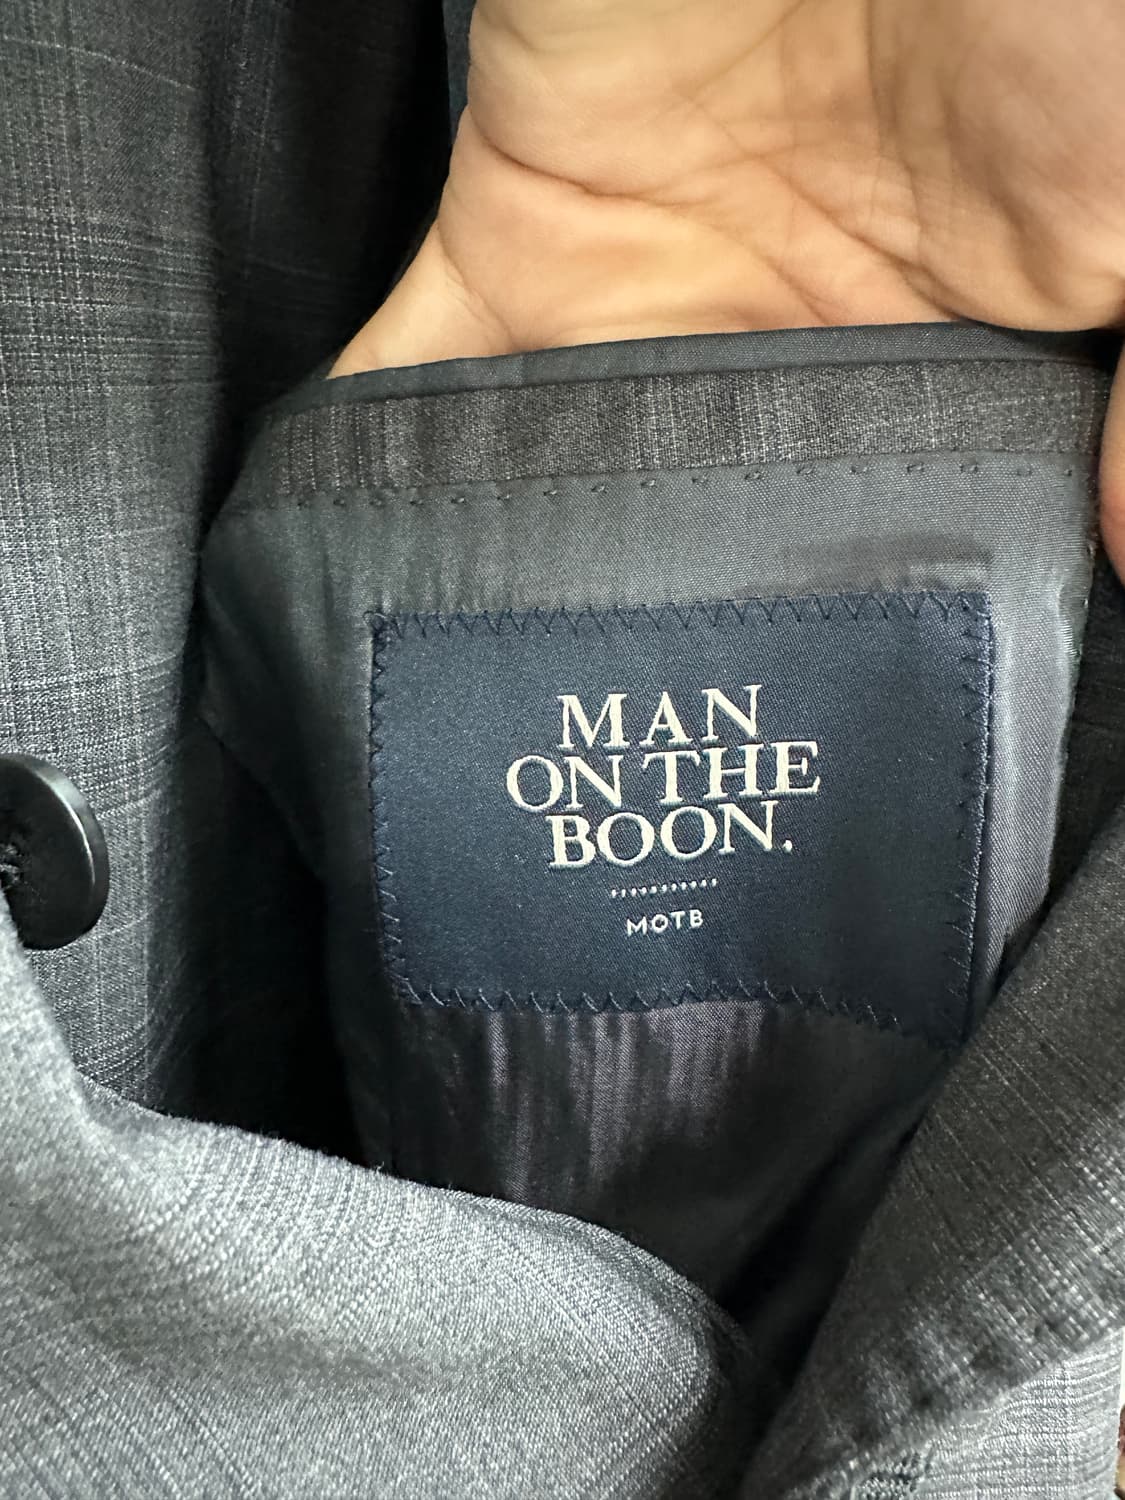 MAN
ON THE
BOON.
MOTB